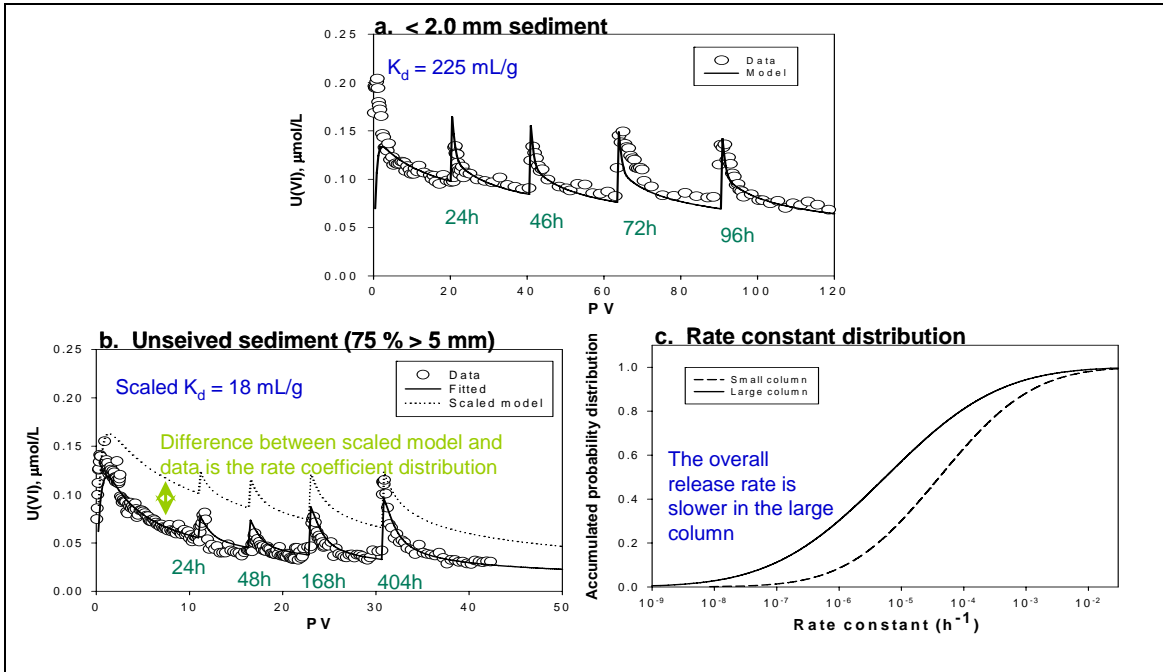 a. < 2.0 mm sediment
0.25
0.20
0.15
0.10
0.05
0.00
U(VI), µmol/L
K_d = 225 mL/g
Data
Model
24h
46h
72h
96h
0
20
40
60
80
100
120
PV
b. Unseived sediment (75 % > 5 mm)
0.25
0.20
0.15
0.10
0.05
0.00
U(VI), µmol/L
Scaled K_d = 18 mL/g
Data
Fitted
Scaled model
Difference between scaled model and
data is the rate coefficient distribution
24h
48h
168h
404h
0
10
20
30
40
50
PV
c. Rate constant distribution
1.0
0.8
0.6
0.4
0.2
0.0
Accumulated probability distribution
Small column
Large column
The overall
release rate is
slower in the large
column
10^-9
10^-8
10^-7
10^-6
10^-5
10^-4
10^-3
10^-2
Rate constant (h^-1)